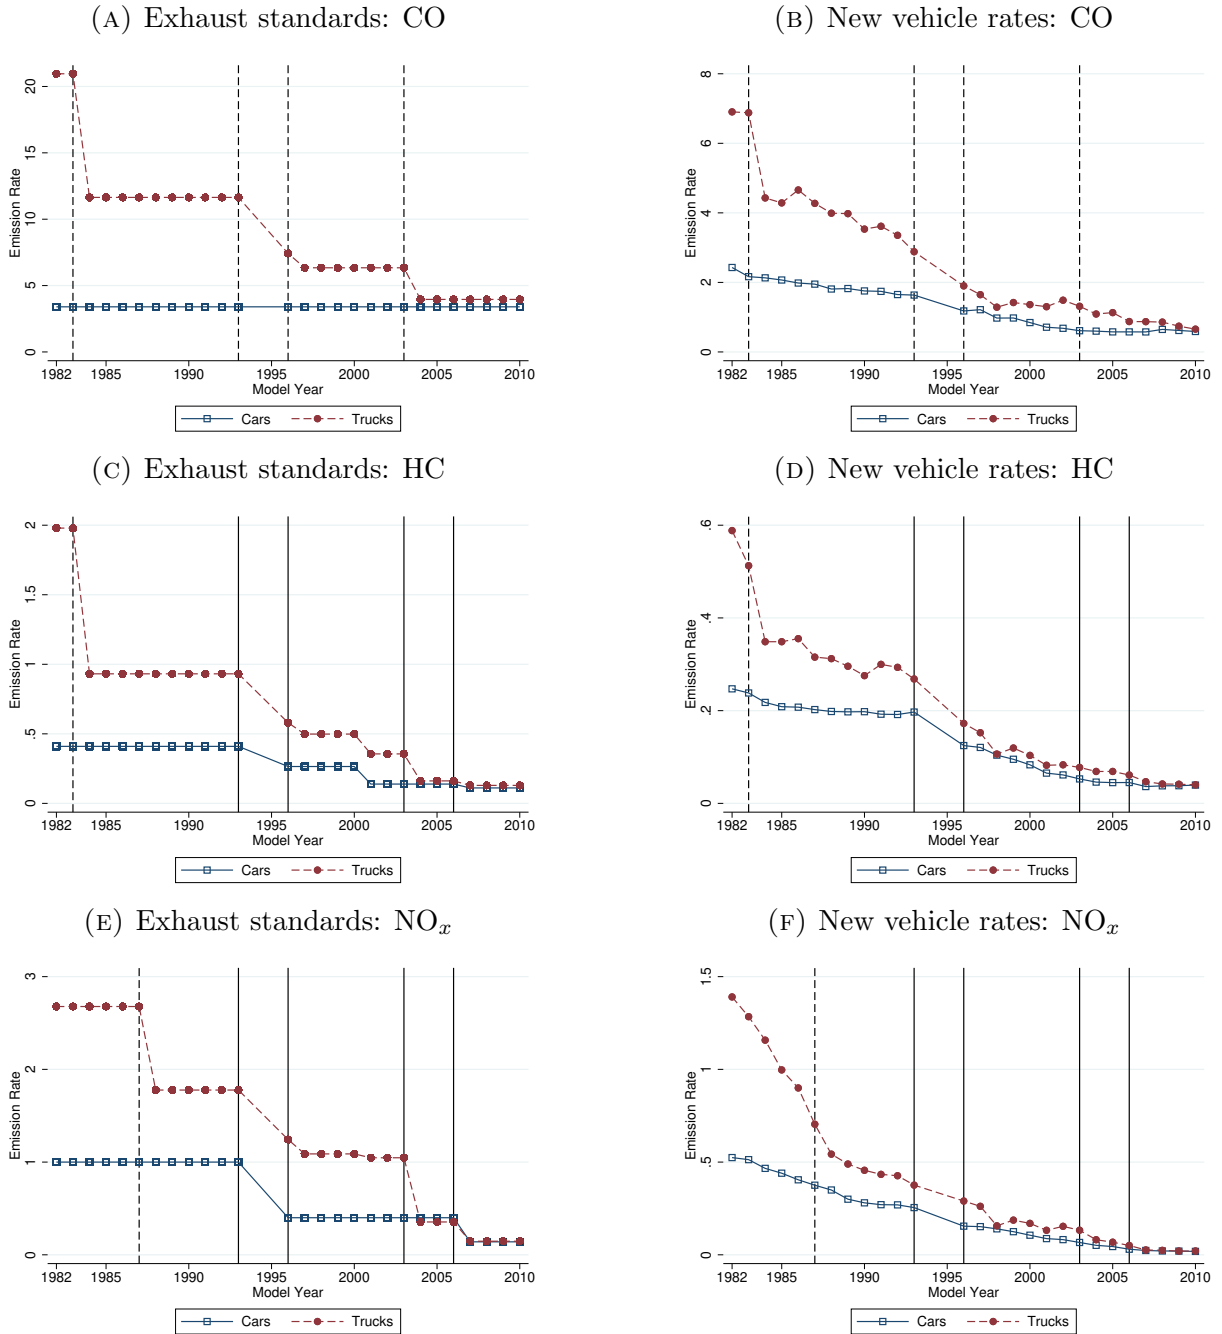 (A) Exhaust standards: CO
Emission Rate
20
15
10
5
0
1982 1985 1990 1995 2000 2005 2010
Model Year
Cars Trucks
(B) New vehicle rates: CO
Emission Rate
8
6
4
2
0
1982 1985 1990 1995 2000 2005 2010
Model Year
Cars Trucks
(C) Exhaust standards: HC
Emission Rate
2
1.5
1
.5
0
1982 1985 1990 1995 2000 2005 2010
Model Year
Cars Trucks
(D) New vehicle rates: HC
Emission Rate
.6
.4
.2
0
1982 1985 1990 1995 2000 2005 2010
Model Year
Cars Trucks
(E) Exhaust standards: NOx
Emission Rate
3
2
1
0
1982 1985 1990 1995 2000 2005 2010
Model Year
Cars Trucks
(F) New vehicle rates: NOx
Emission Rate
1.5
1
.5
0
1982 1985 1990 1995 2000 2005 2010
Model Year
Cars Trucks